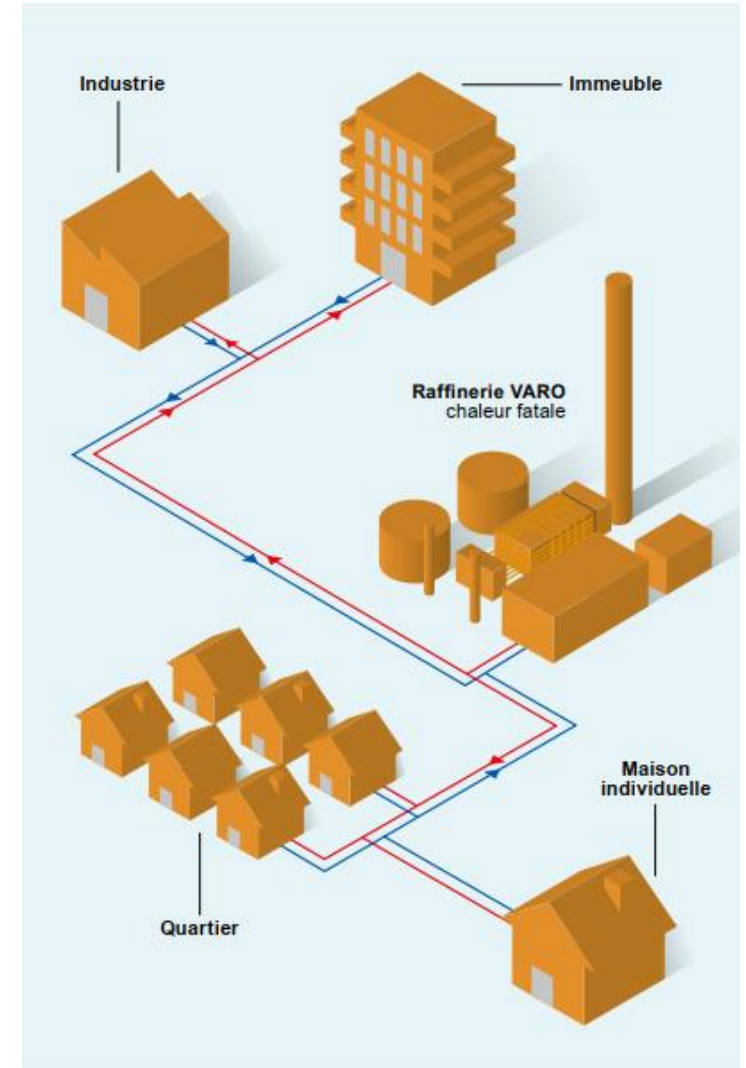 Industrie
Immeuble
Raffinerie VARO
chaleur fatale
Maison
individuelle
Quartier